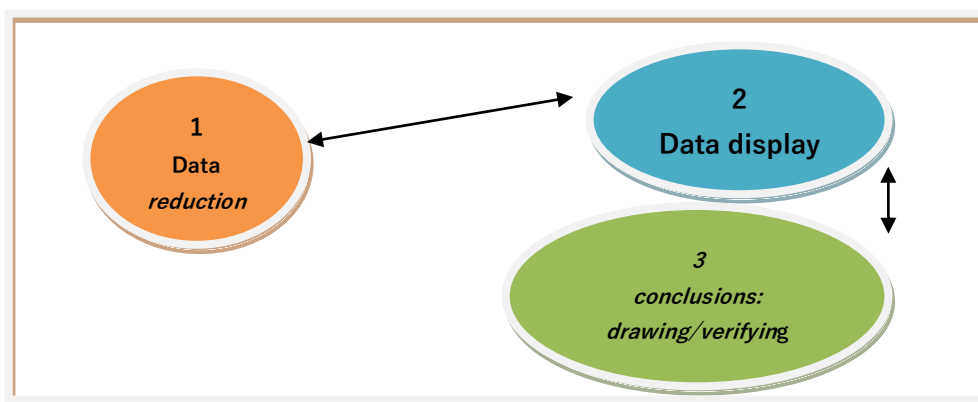 1
Data
reduction
2
Data display
3
conclusions:
drawing/verifying